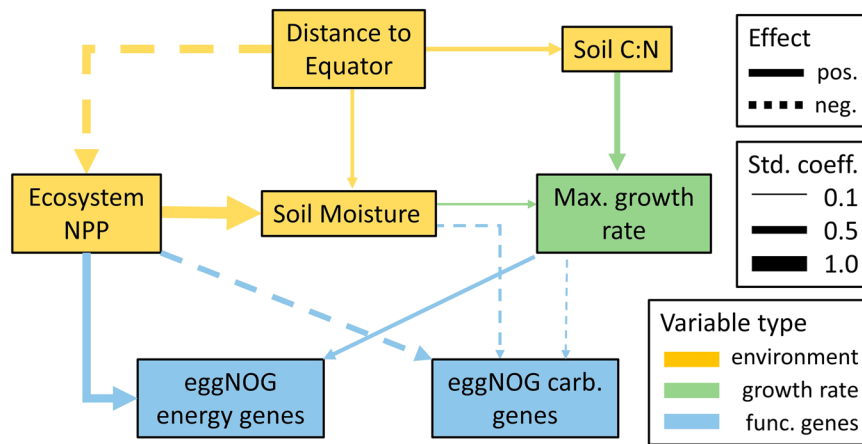 Distance to
Equator
Soil C:N
Effect
pos.
neg.
Ecosystem
NPP
Soil Moisture
Max. growth
rate
Std. coeff.
0.1
0.5
1.0
eggNOG
energy genes
eggNOG carb.
genes
Variable type
environment
growth rate
func. genes